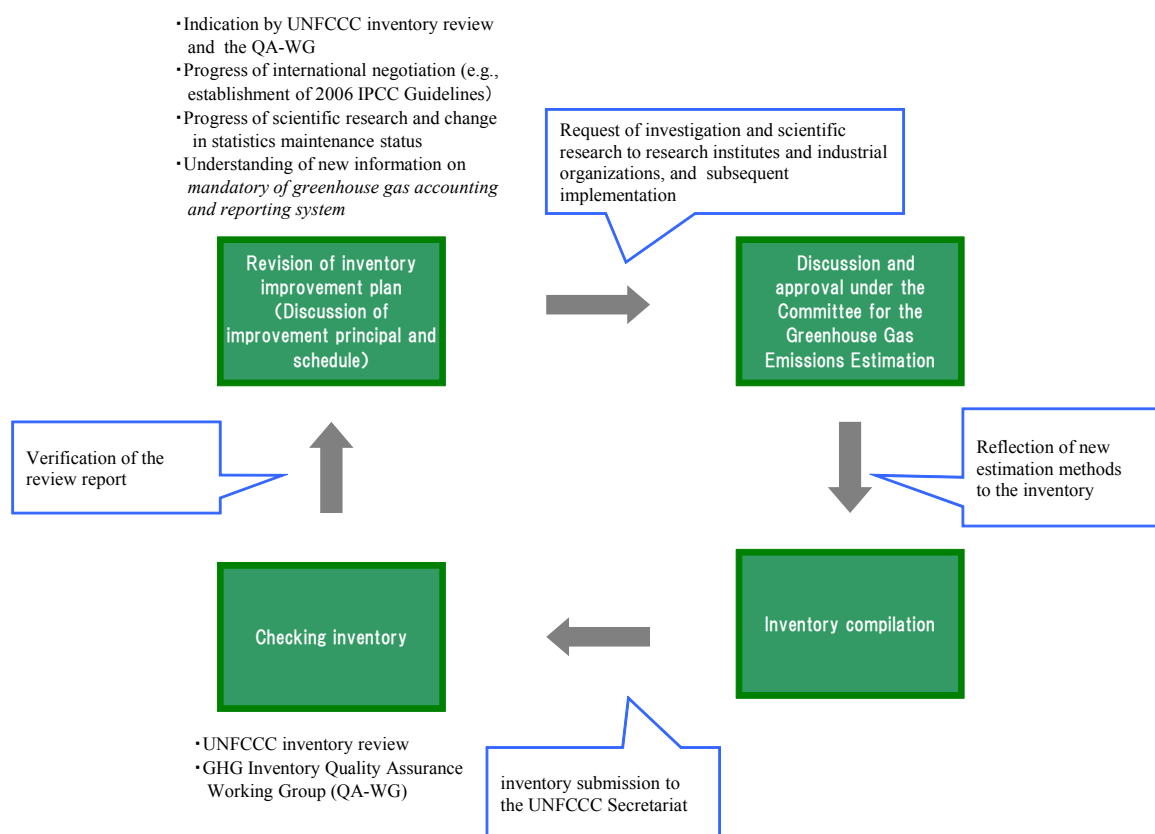 ・Indication by UNFCCC inventory review
and the QA-WG
・Progress of international negotiation (e.g.,
establishment of 2006 IPCC Guidelines）
・Progress of scientific research and change
in statistics maintenance status
・Understanding of new information on
mandatory of greenhouse gas accounting
and reporting system
Request of investigation and scientific
research to research institutes and industrial
organizations, and subsequent
implementation
Revision of inventory
improvement plan
（Discussion of
improvement principal and
schedule）
Discussion and
approval under the
Committee for the
Greenhouse Gas
Emissions Estimation
Verification of the
review report
Reflection of new
estimation methods
to the inventory
Checking inventory
Inventory compilation
・UNFCCC inventory review
・GHG Inventory Quality Assurance
Working Group (QA-WG)
inventory submission to
the UNFCCC Secretariat